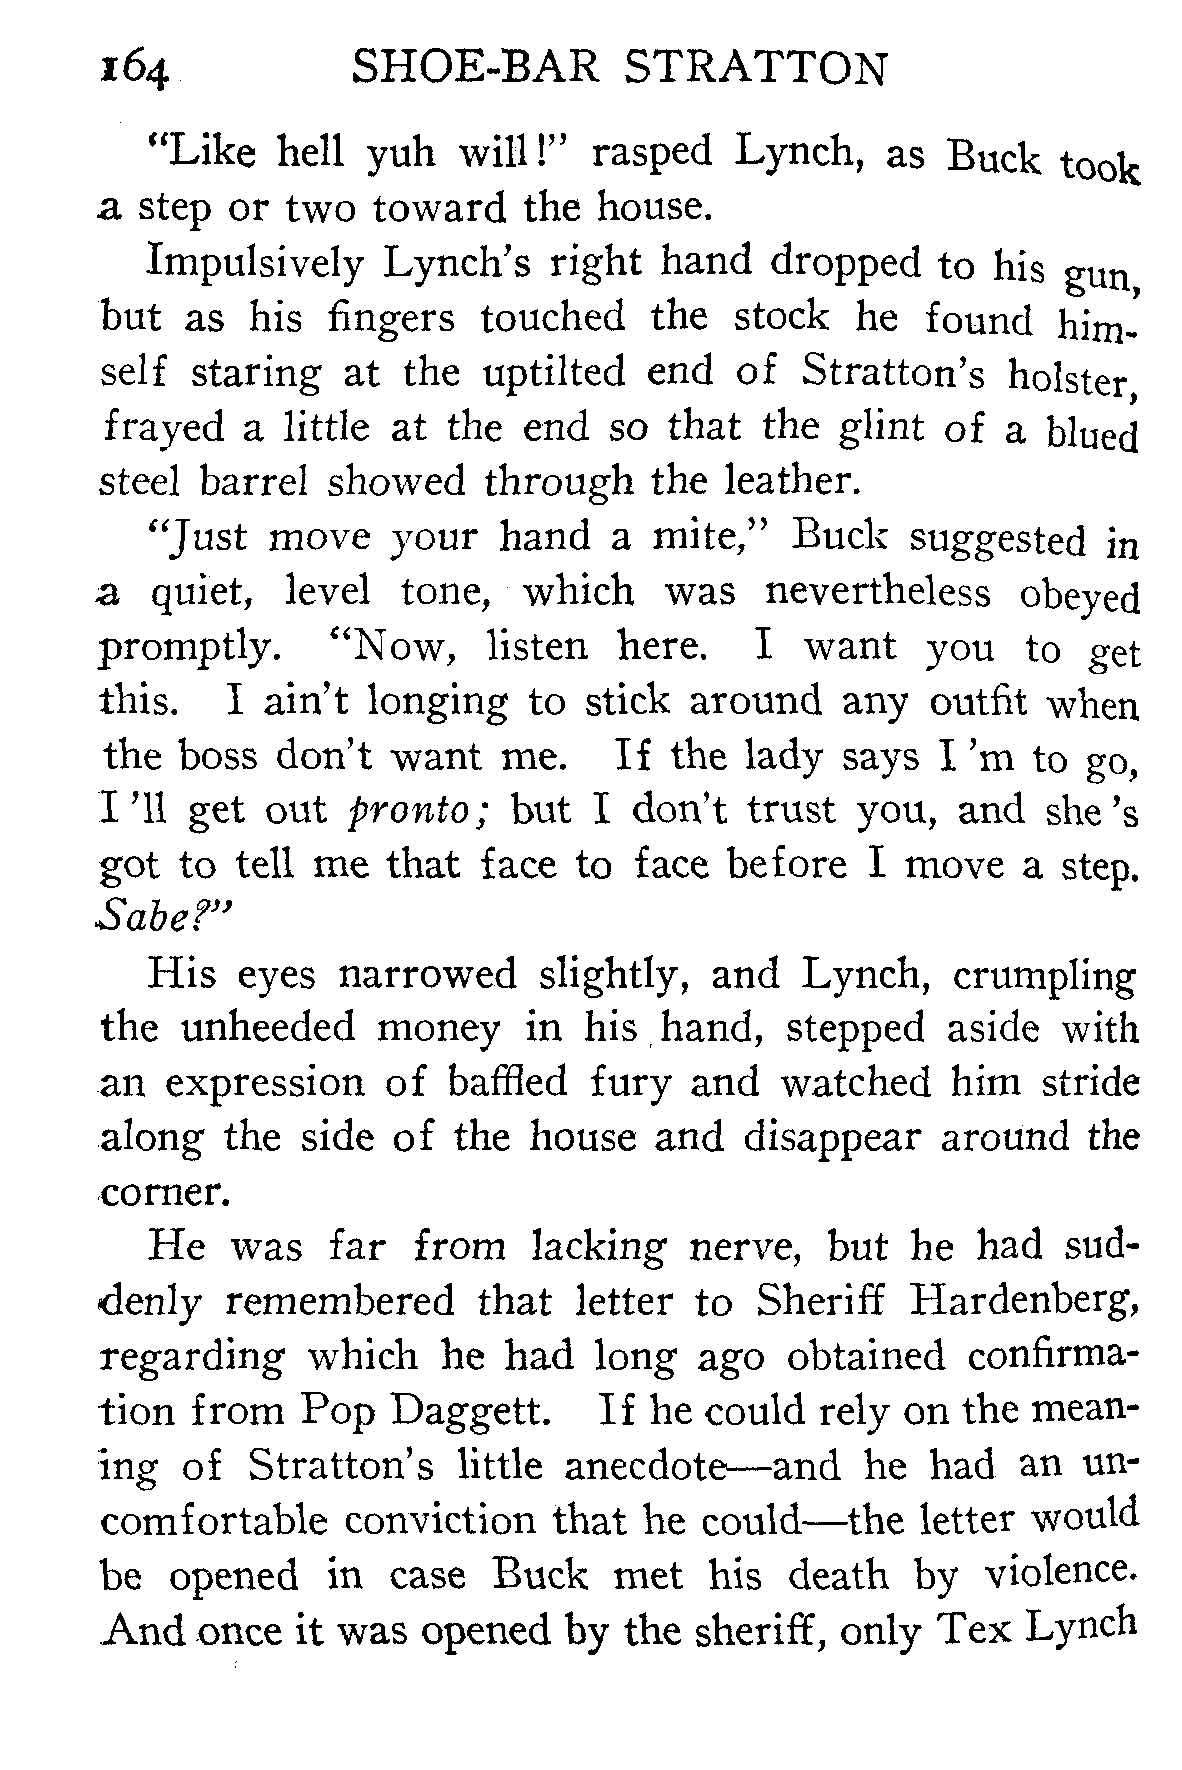 164 SHOE-BAR STRATTON
"Like hell yuh will!" rasped Lynch, as Buck took
a step or two toward the house.
Impulsively Lynch's right hand dropped to his gun,
but as his fingers touched the stock he found him-
self staring at the uptilted end of Stratton's holster,
frayed a little at the end so that the glint of a blued
steel barrel showed through the leather.
"Just move your hand a mite," Buck suggested in
a quiet, level tone, which was nevertheless obeyed
promptly. "Now, listen here. I want you to get
this. I ain't longing to stick around any outfit when
the boss don't want me. If the lady says I 'm to go,
I 'll get out pronto; but I don't trust you, and she 's
got to tell me that face to face before I move a step.
Sabe?"
His eyes narrowed slightly, and Lynch, crumpling
the unheeded money in his hand, stepped aside with
an expression of baffled fury and watched him stride
along the side of the house and disappear around the
corner.
He was far from lacking nerve, but he had sud-
denly remembered that letter to Sheriff Hardenberg,
regarding which he had long ago obtained confirma-
tion from Pop Daggett. If he could rely on the mean-
ing of Stratton's little anecdote—and he had an un-
comfortable conviction that he could—the letter would
be opened in case Buck met his death by violence.
And once it was opened by the sheriff, only Tex Lynch